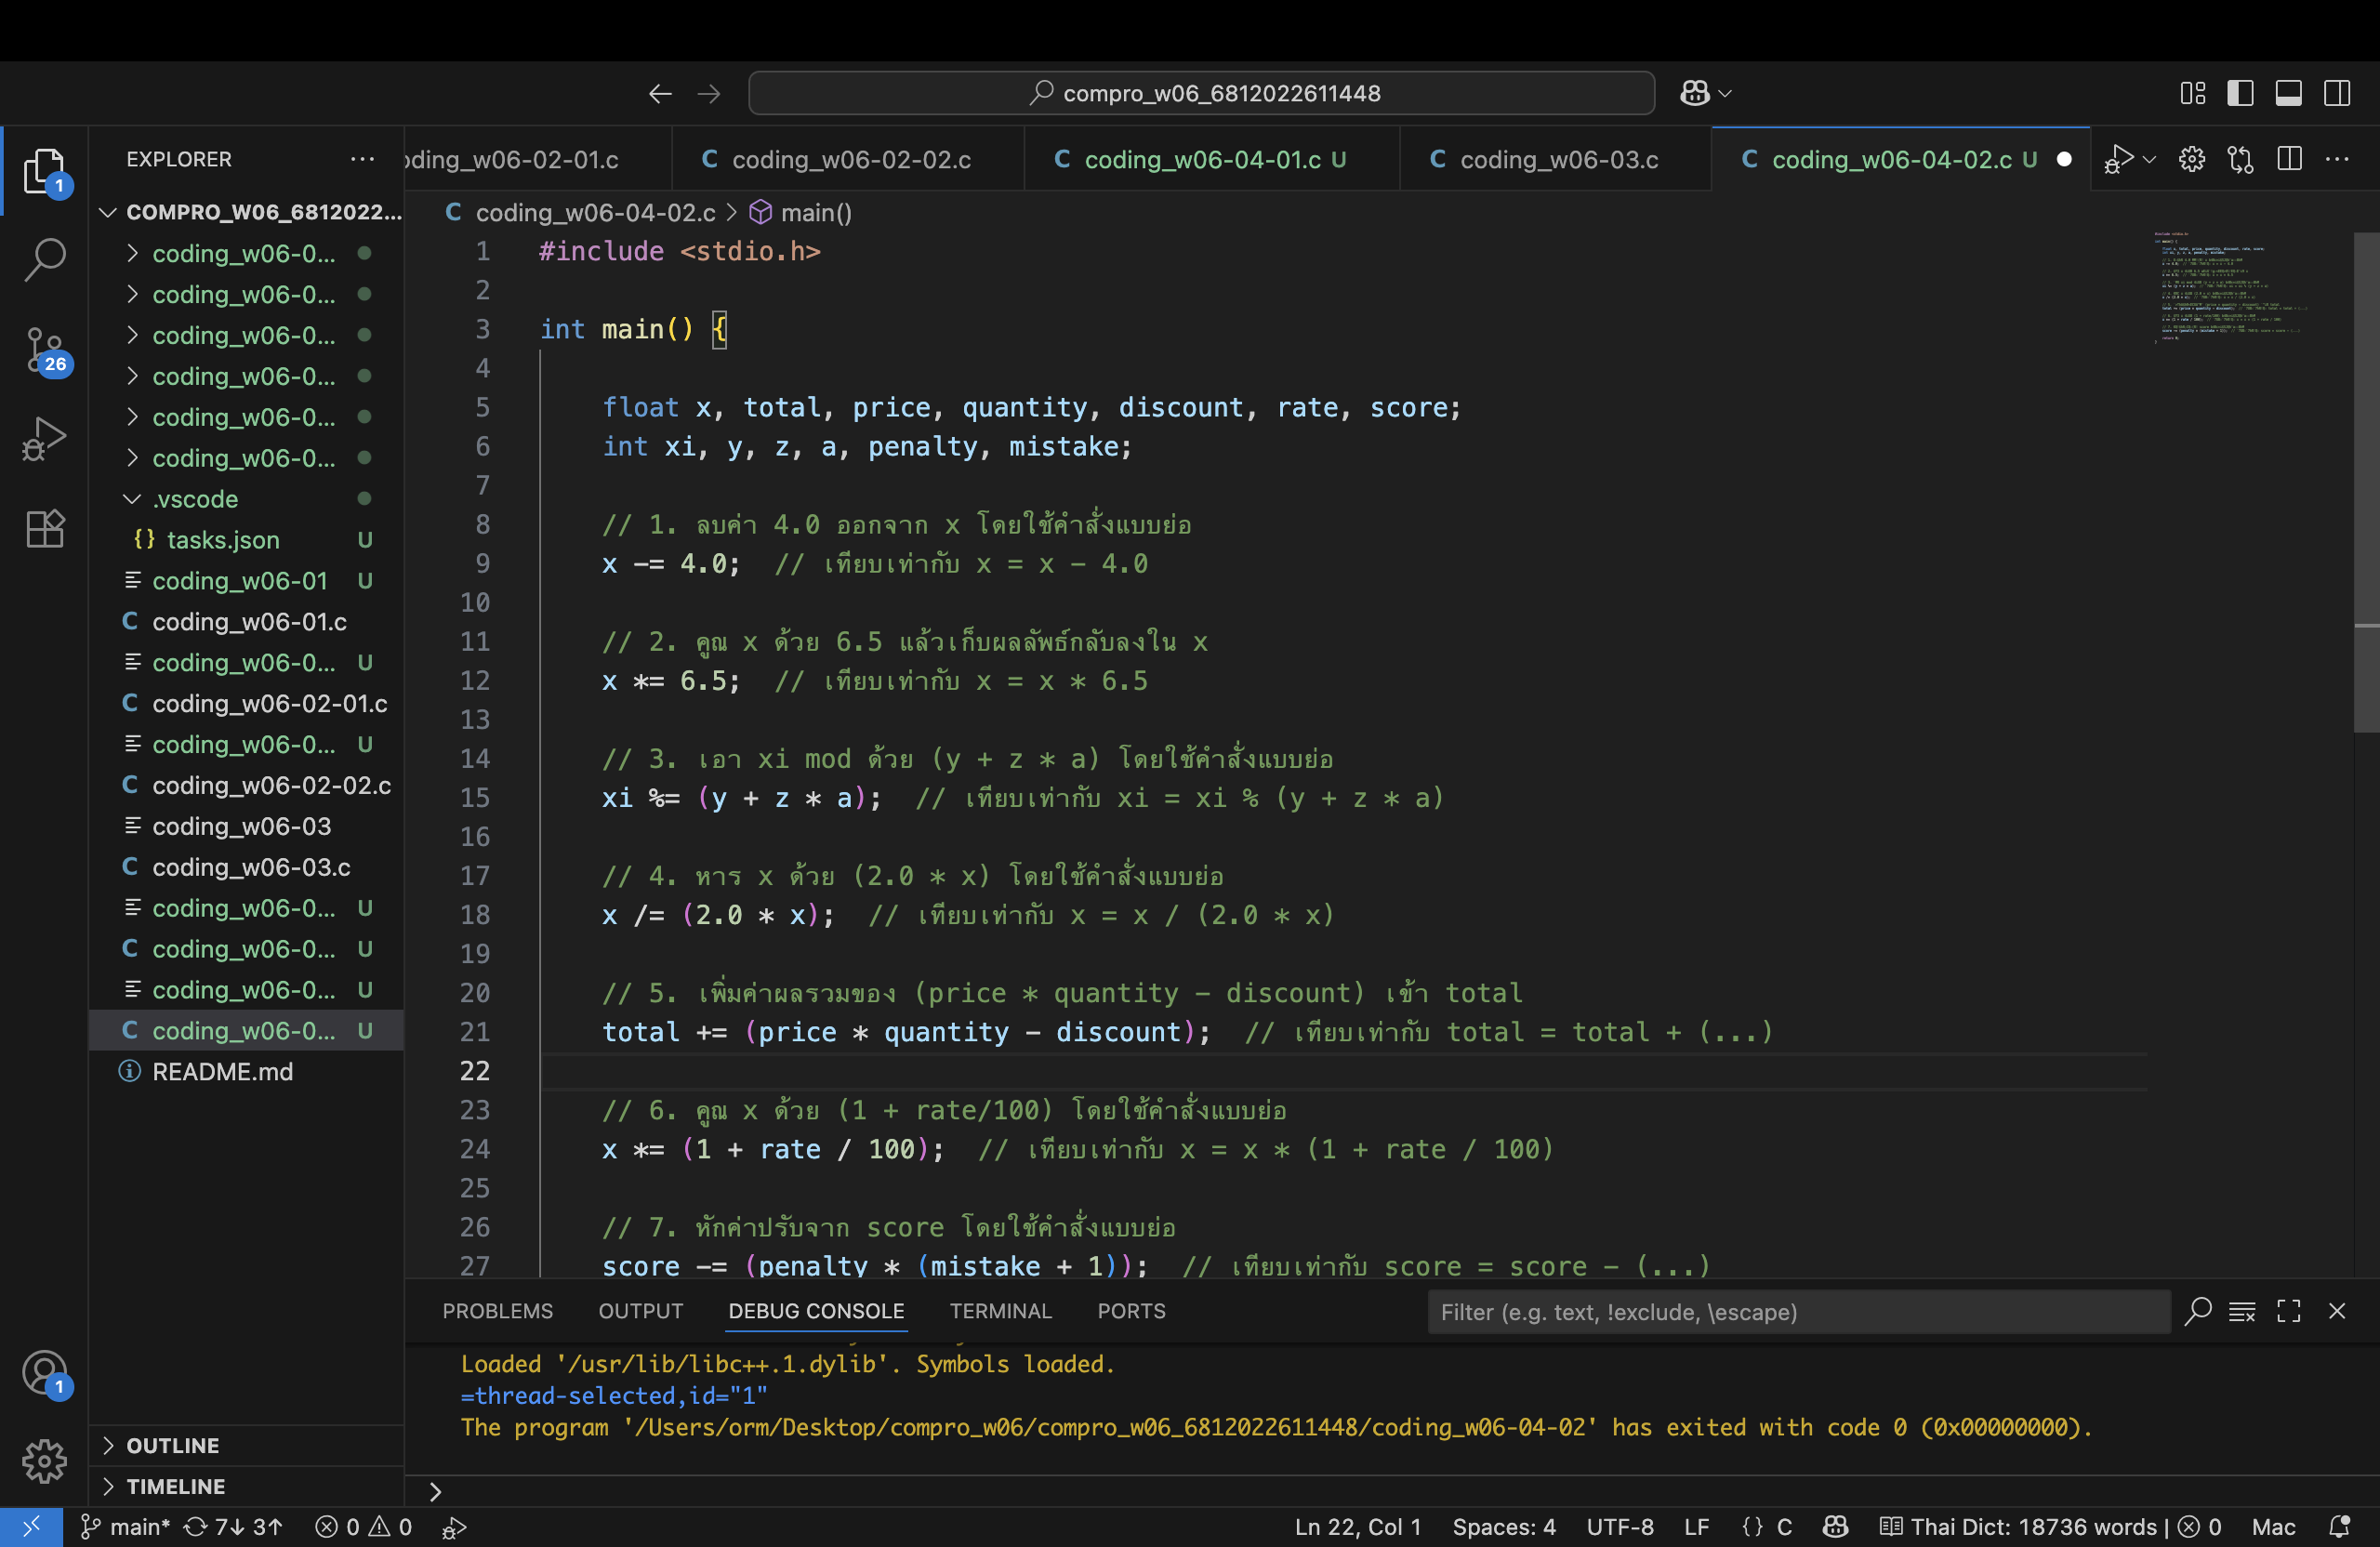 compro_w06_6812022611448
EXPLORER
oding_w06-02-01.c
C coding_w06-02-02.c
C coding_w06-04-01.c U
C coding_w06-03.c
C coding_w06-04-02.c U
1
COMPRO_W06_6812022...
C coding_w06-04-02.c > main()
coding_w06-0...
coding_w06-0...
coding_w06-0...
coding_w06-0...
coding_w06-0...
coding_w06-0...
.vscode
{} tasks.json U
coding_w06-01 U
C coding_w06-01.c
coding_w06-0... U
C coding_w06-02-01.c
coding_w06-0... U
C coding_w06-02-02.c
coding_w06-03
C coding_w06-03.c
coding_w06-0... U
C coding_w06-0... U
coding_w06-0... U
C coding_w06-0... U
README.md
26
1
OUTLINE
TIMELINE
1 #include <stdio.h>
2
3 int main() {
4
5 float x, total, price, quantity, discount, rate, score;
6 int xi, y, z, a, penalty, mistake;
7
8 // 1. ลบค่า 4.0 ออกจาก x โดยใช้คำสั่งแบบย่อ
9 x -= 4.0; // เทียบเท่ากับ x = x - 4.0
10
11 // 2. คูณ x ด้วย 6.5 แล้วเก็บผลลัพธ์กลับลงใน x
12 x *= 6.5; // เทียบเท่ากับ x = x * 6.5
13
14 // 3. เอา xi mod ด้วย (y + z * a) โดยใช้คำสั่งแบบย่อ
15 xi %= (y + z * a); // เทียบเท่ากับ xi = xi % (y + z * a)
16
17 // 4. หาร x ด้วย (2.0 * x) โดยใช้คำสั่งแบบย่อ
18 x /= (2.0 * x); // เทียบเท่ากับ x = x / (2.0 * x)
19
20 // 5. เพิ่มค่าผลรวมของ (price * quantity - discount) เข้า total
21 total += (price * quantity - discount); // เทียบเท่ากับ total = total + (...)
22
23 // 6. คูณ x ด้วย (1 + rate/100) โดยใช้คำสั่งแบบย่อ
24 x *= (1 + rate / 100); // เทียบเท่ากับ x = x * (1 + rate / 100)
25
26 // 7. หักค่าปรับจาก score โดยใช้คำสั่งแบบย่อ
27 score -= (penalty * (mistake + 1)); // เทียบเท่ากับ score = score - (...)
PROBLEMS OUTPUT DEBUG CONSOLE TERMINAL PORTS Filter (e.g. text, !exclude, \escape)
Loaded '/usr/lib/libc++.1.dylib'. Symbols loaded.
=thread-selected,id="1"
The program '/Users/orm/Desktop/compro_w06/compro_w06_6812022611448/coding_w06-04-02' has exited with code 0 (0x00000000).
main* 7↓ 3↑ 0 0 Ln 22, Col 1 Spaces: 4 UTF-8 LF {} C Thai Dict: 18736 words | 0 Mac